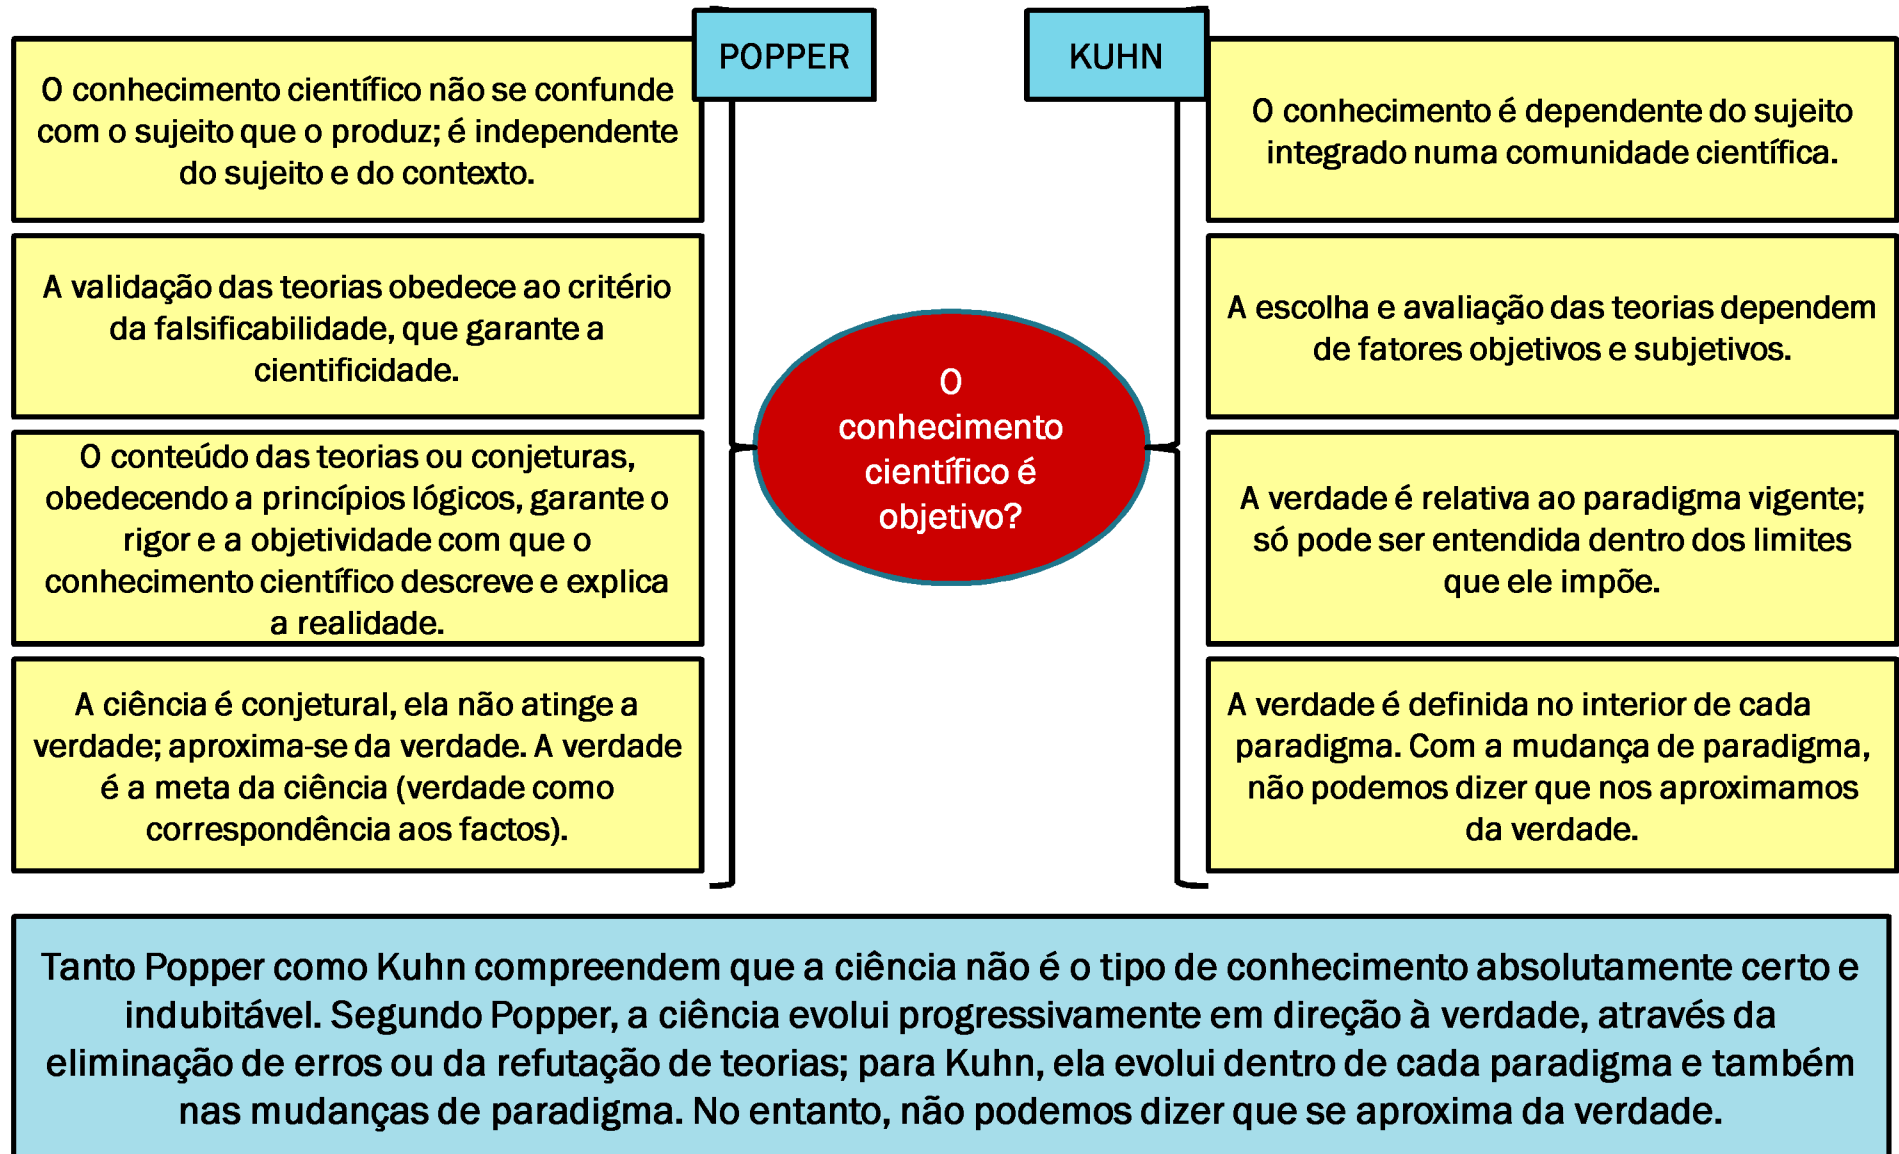 POPPER
O conhecimento científico não se confunde
com o sujeito que o produz; é independente
do sujeito e do contexto.
A validação das teorias obedece ao critério
da falsificabilidade, que garante a
cientificidade.
O conteúdo das teorias ou conjeturas,
obedecendo a princípios lógicos, garante o
rigor e a objetividade com que o
conhecimento científico descreve e explica
a realidade.
A ciência é conjetural, ela não atinge a
verdade; aproxima-se da verdade. A verdade
é a meta da ciência (verdade como
correspondência aos factos).
O
conhecimento
científico é
objetivo?
KUHN
O conhecimento é dependente do sujeito
integrado numa comunidade científica.
A escolha e avaliação das teorias dependem
de fatores objetivos e subjetivos.
A verdade é relativa ao paradigma vigente;
só pode ser entendida dentro dos limites
que ele impõe.
A verdade é definida no interior de cada
paradigma. Com a mudança de paradigma,
não podemos dizer que nos aproximamos
da verdade.
Tanto Popper como Kuhn compreendem que a ciência não é o tipo de conhecimento absolutamente certo e
indubitável. Segundo Popper, a ciência evolui progressivamente em direção à verdade, através da
eliminação de erros ou da refutação de teorias; para Kuhn, ela evolui dentro de cada paradigma e também
nas mudanças de paradigma. No entanto, não podemos dizer que se aproxima da verdade.